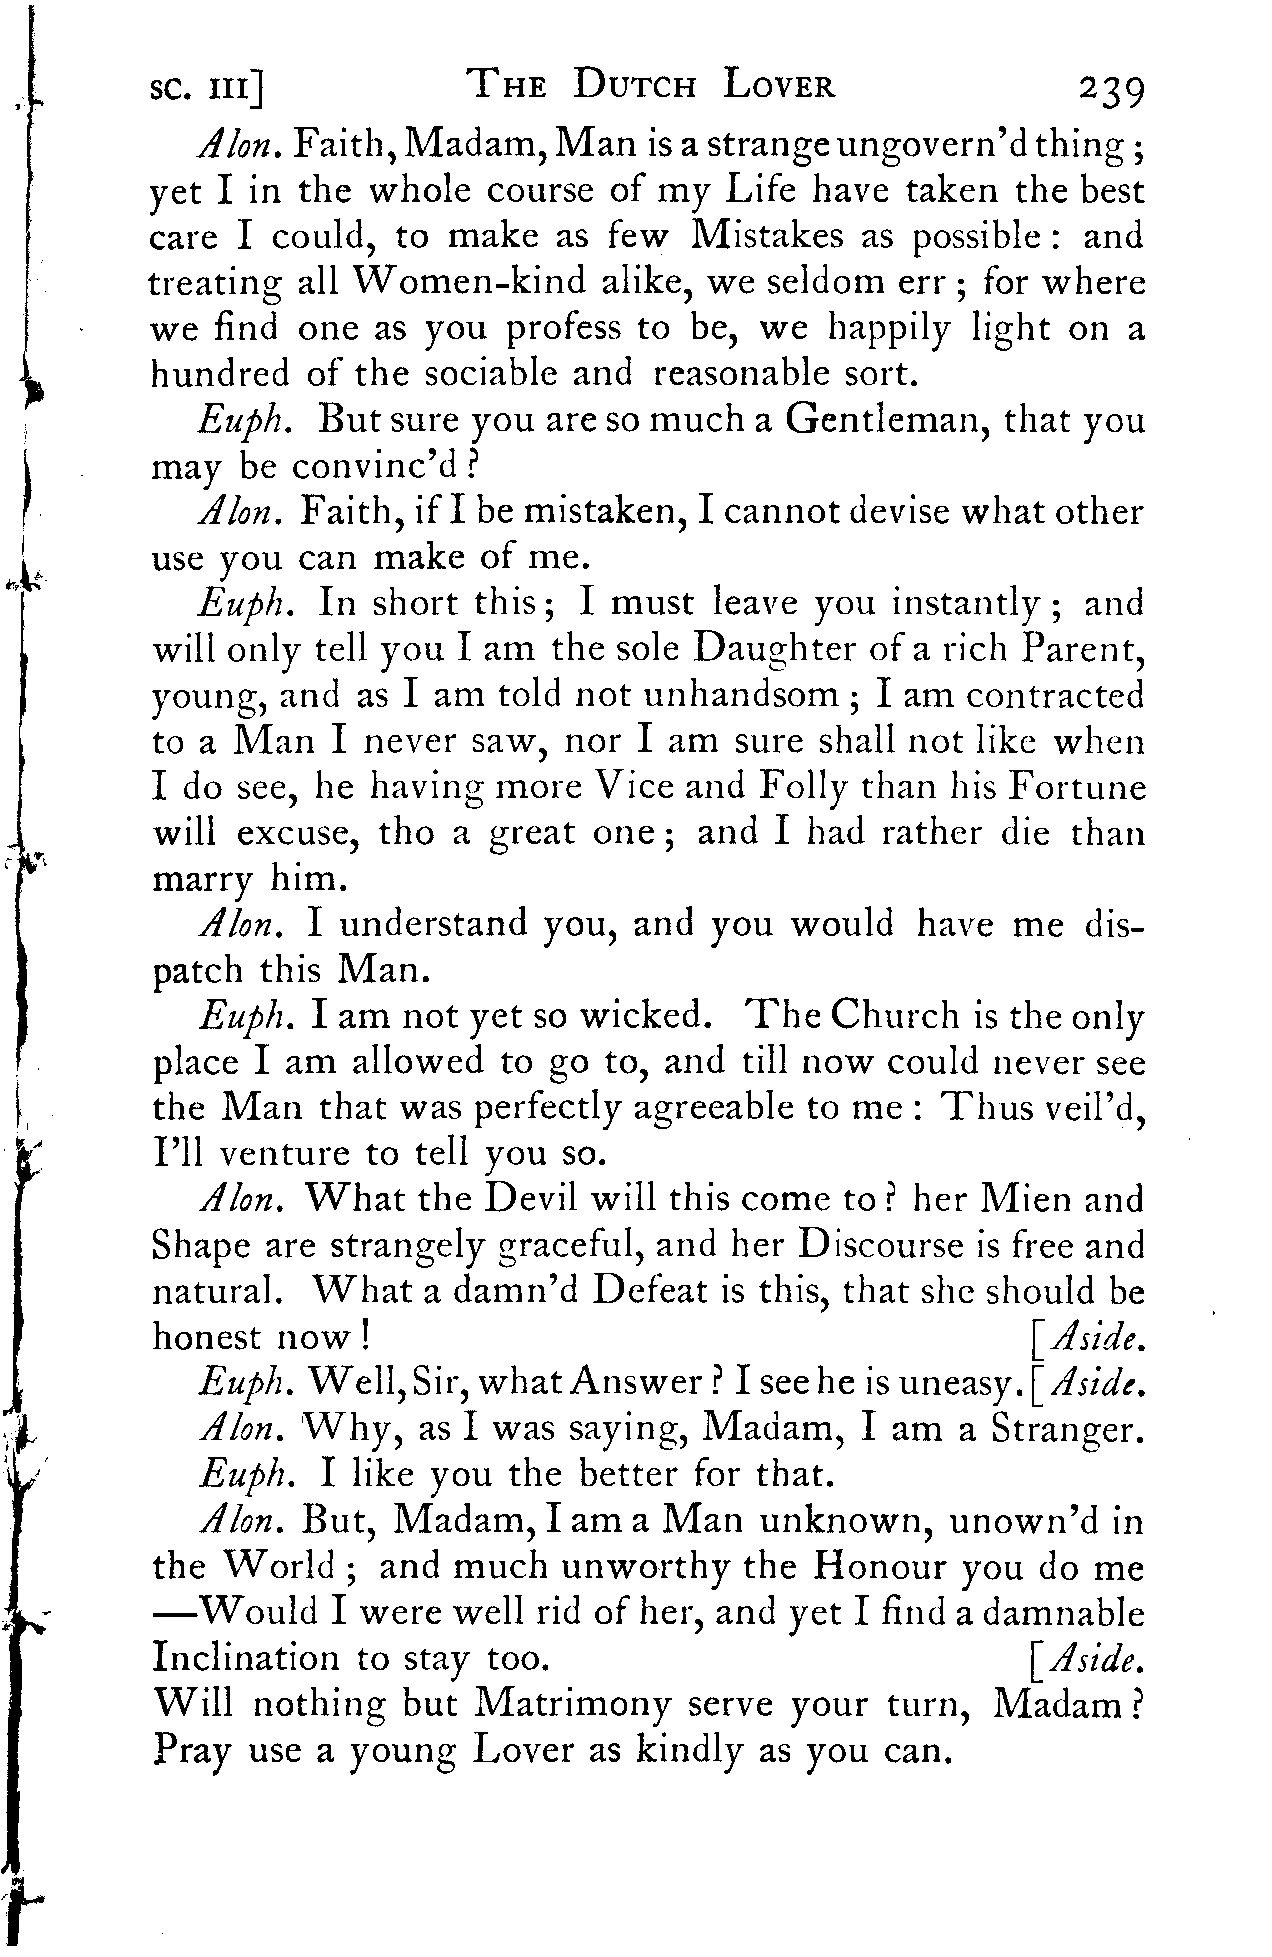 SC. III] THE DUTCH LOVER 239
Alon. Faith, Madam, Man is a strange ungovern'd thing;
yet I in the whole course of my Life have taken the best
care I could, to make as few Mistakes as possible: and
treating all Women-kind alike, we seldom err; for where
we find one as you profess to be, we happily light on a
hundred of the sociable and reasonable sort.
Euph. But sure you are so much a Gentleman, that you
may be convinc'd?
Alon. Faith, if I be mistaken, I cannot devise what other
use you can make of me.
Euph. In short this; I must leave you instantly; and
will only tell you I am the sole Daughter of a rich Parent,
young, and as I am told not unhandsom; I am contracted
to a Man I never saw, nor I am sure shall not like when
I do see, he having more Vice and Folly than his Fortune
will excuse, tho a great one; and I had rather die than
marry him.
Alon. I understand you, and you would have me dis-
patch this Man.
Euph. I am not yet so wicked. The Church is the only
place I am allowed to go to, and till now could never see
the Man that was perfectly agreeable to me: Thus veil'd,
I'll venture to tell you so.
Alon. What the Devil will this come to? her Mien and
Shape are strangely graceful, and her Discourse is free and
natural. What a damn'd Defeat is this, that she should be
honest now! [Aside.
Euph. Well, Sir, what Answer? I see he is uneasy. [Aside.
Alon. Why, as I was saying, Madam, I am a Stranger.
Euph. I like you the better for that.
Alon. But, Madam, I am a Man unknown, unown'd in
the World; and much unworthy the Honour you do me
—Would I were well rid of her, and yet I find a damnable
Inclination to stay too. [Aside.
Will nothing but Matrimony serve your turn, Madam?
Pray use a young Lover as kindly as you can.